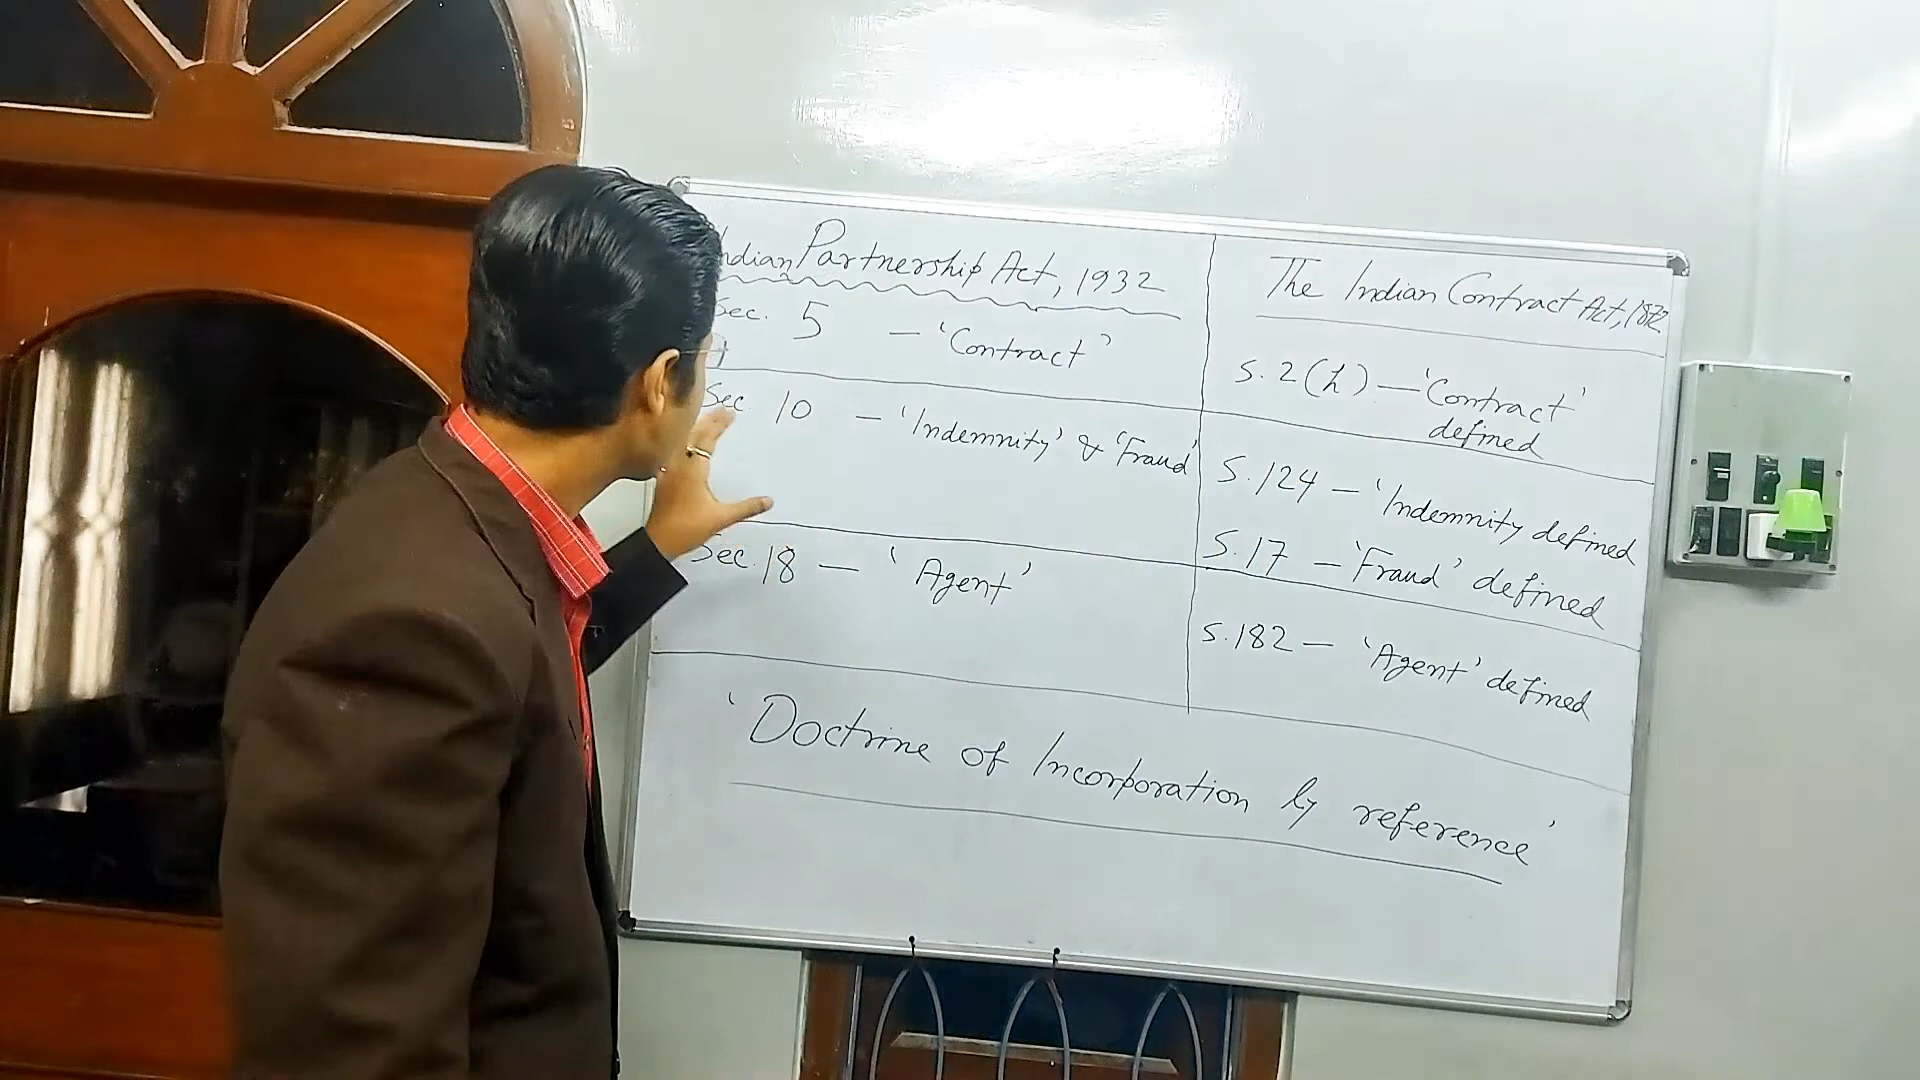 Indian Partnership Act, 1932
Sec. 5 – 'Contract'
Sec. 10 – 'Indemnity' & 'Fraud'
Sec. 18 – 'Agent'
The Indian Contract Act, 1872
S. 2(h) – 'Contract'
defined
S. 124 – 'Indemnity defined
S. 17 – 'Fraud' defined
S. 182 – 'Agent' defined
'Doctrine of Incorporation by reference'